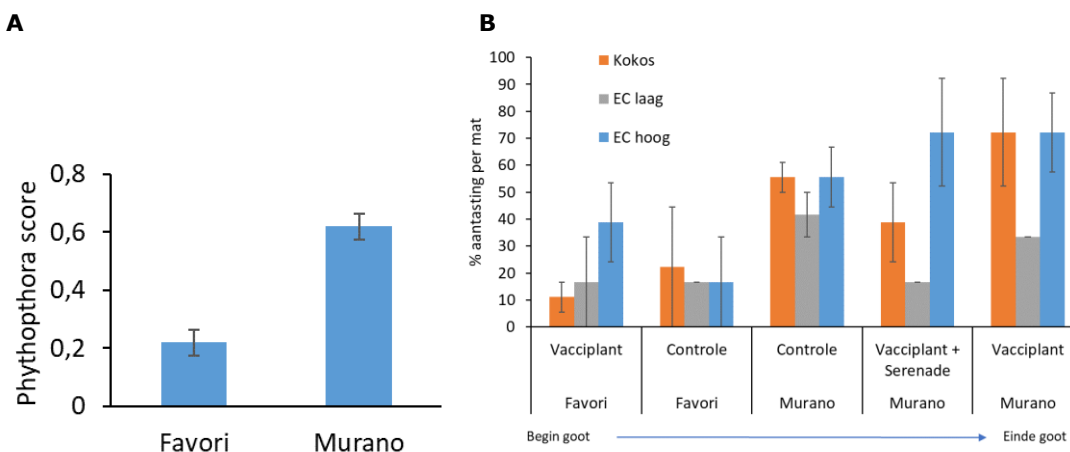 A
Phythopthora score
0,8
0,6
0,4
0,2
0
Favori Murano
B
% aantasting per mat
100
90
80
70
60
50
40
30
20
10
0
Kokos
EC laag
EC hoog
Vacciplant Controle Controle Vacciplant + Vacciplant
Serenade
Favori Favori Murano Murano Murano
Begin goot Einde goot